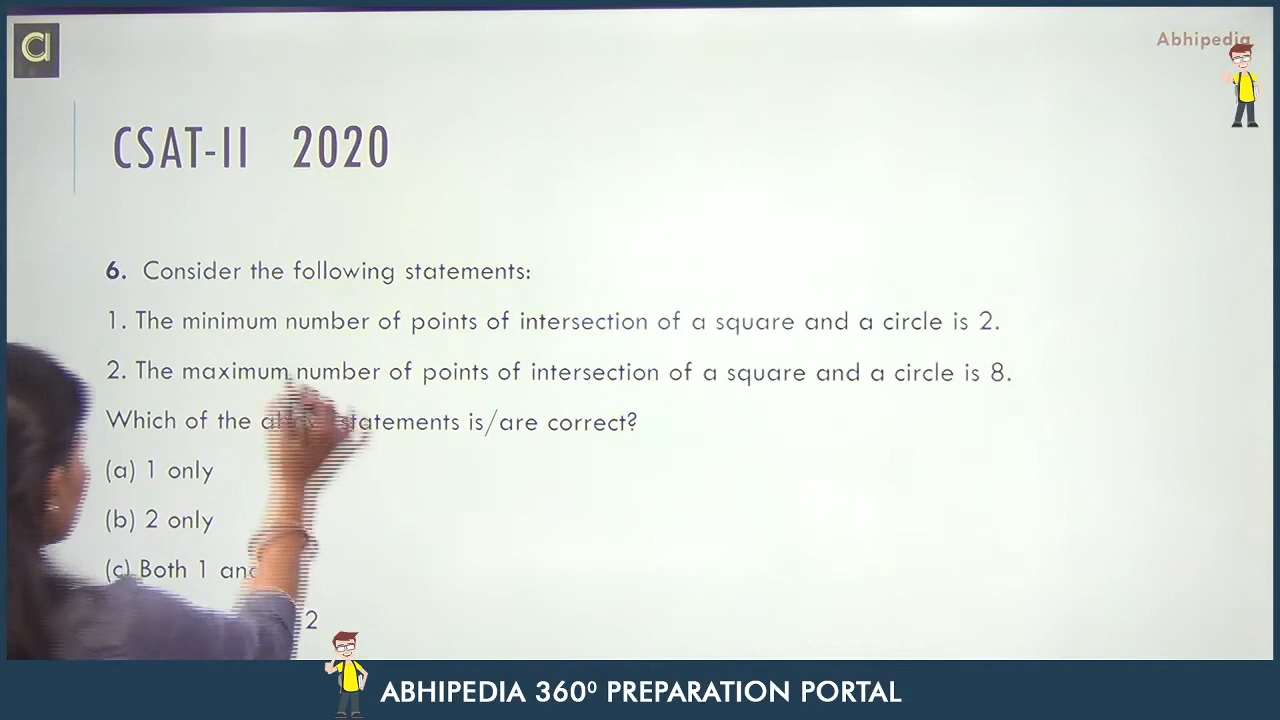 a
Abhipedia
CSAT-II 2020
6. Consider the following statements:
1. The minimum number of points of intersection of a square and a circle is 2.
2. The maximum number of points of intersection of a square and a circle is 8.
Which of the statements is/are correct?
(a) 1 only
(b) 2 only
(c) Both 1
2
ABHIPEDIA 360⁰ PREPARATION PORTAL